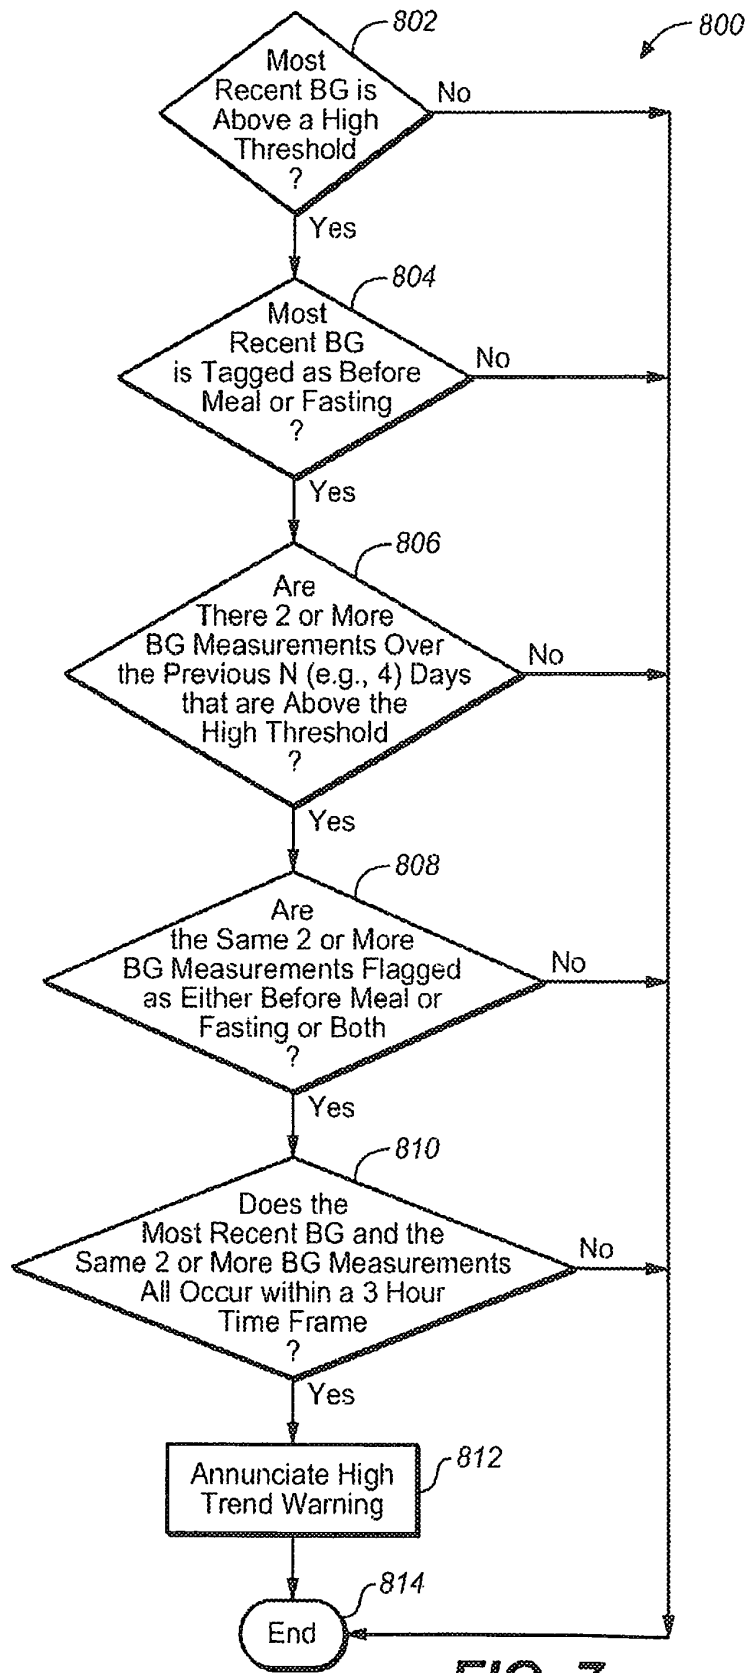 802
800
Most
Recent BG is
Above a High
Threshold
?
No
Yes
804
Most
Recent BG
is Tagged as Before
Meal or Fasting
?
No
Yes
806
Are
There 2 or More
BG Measurements Over
the Previous N (e.g., 4) Days
that are Above the
High Threshold
?
No
Yes
808
Are
the Same 2 or More
BG Measurements Flagged
as Either Before Meal or
Fasting or Both
?
No
Yes
810
Does the
Most Recent BG and the
Same 2 or More BG Measurements
All Occur within a 3 Hour
Time Frame
?
No
Yes
812
Annunciate High
Trend Warning
814
End
FIG.